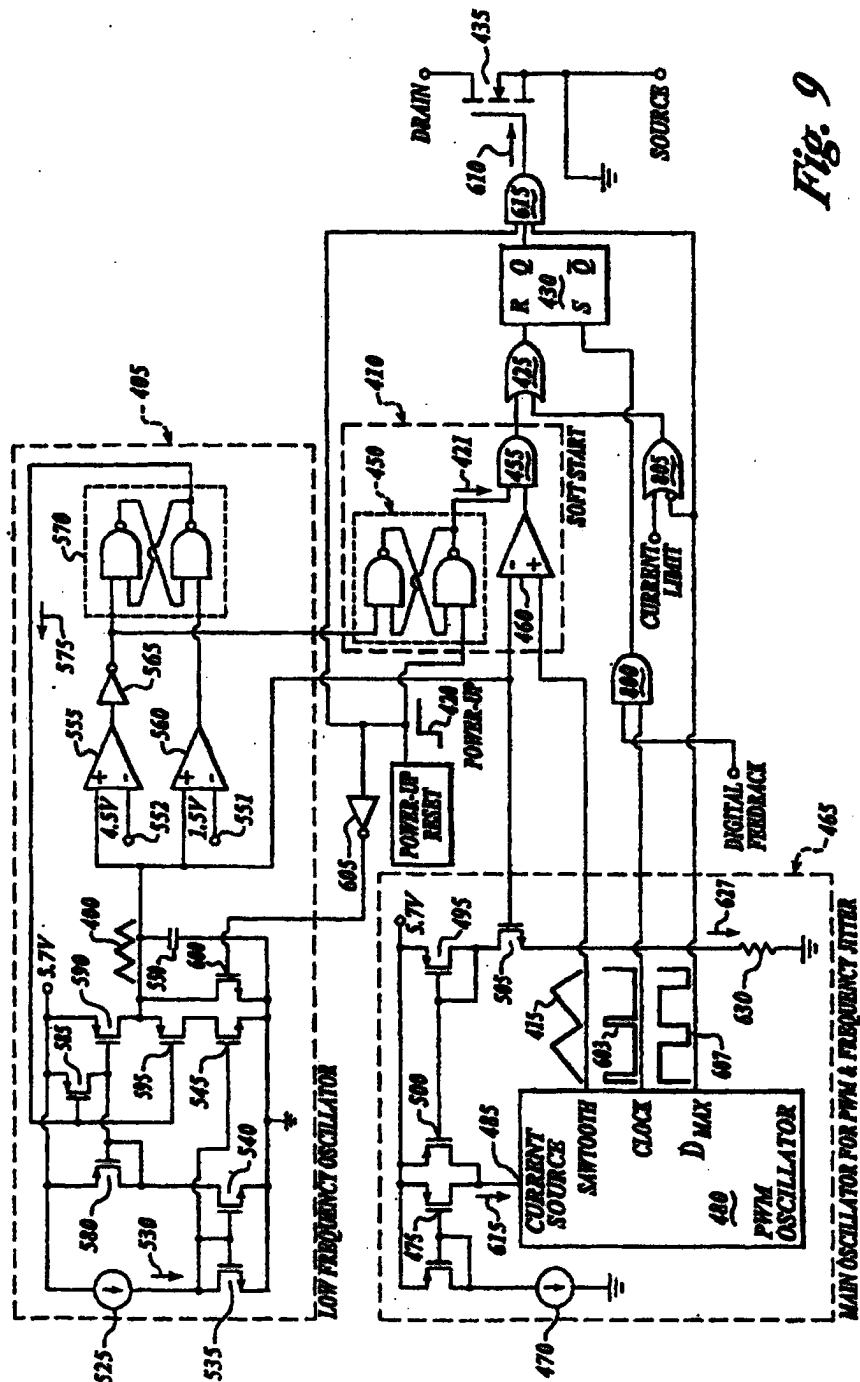 405
570
575
565
555
560
4.5V
1.5V
552
551
5.7V
400
590
585
550
600
595
545
580
540
530
525
535
LOW FREQUENCY OSCILLATOR
DRAIN
435
610
615
SOURCE
Fig. 9
R Q
430
S Q
425
410
450
421
455
460
SOFT START
805
CURRENT
LIMIT
800
DIGITAL
FEEDRACK
POWER-UP
420
POWER-UP
RESET
605
465
5.7V
495
505
627
630
500
475
485
615
470
415
603
607
CURRENT
SOURCE
SAWTOOTH
CLOCK
D MAX
480
PWM
OSCILLATOR
MAIN OSCILLATOR FOR PWM & FREQUENCY JITTER